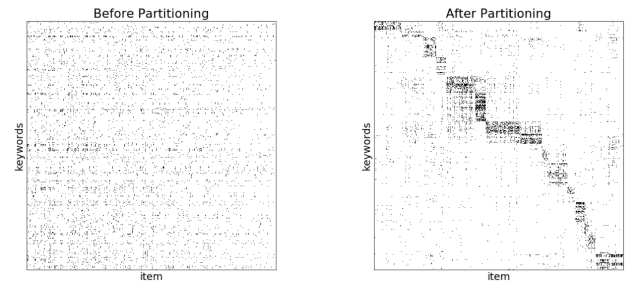 Before Partitioning
After Partitioning
keywords
keywords
item
item